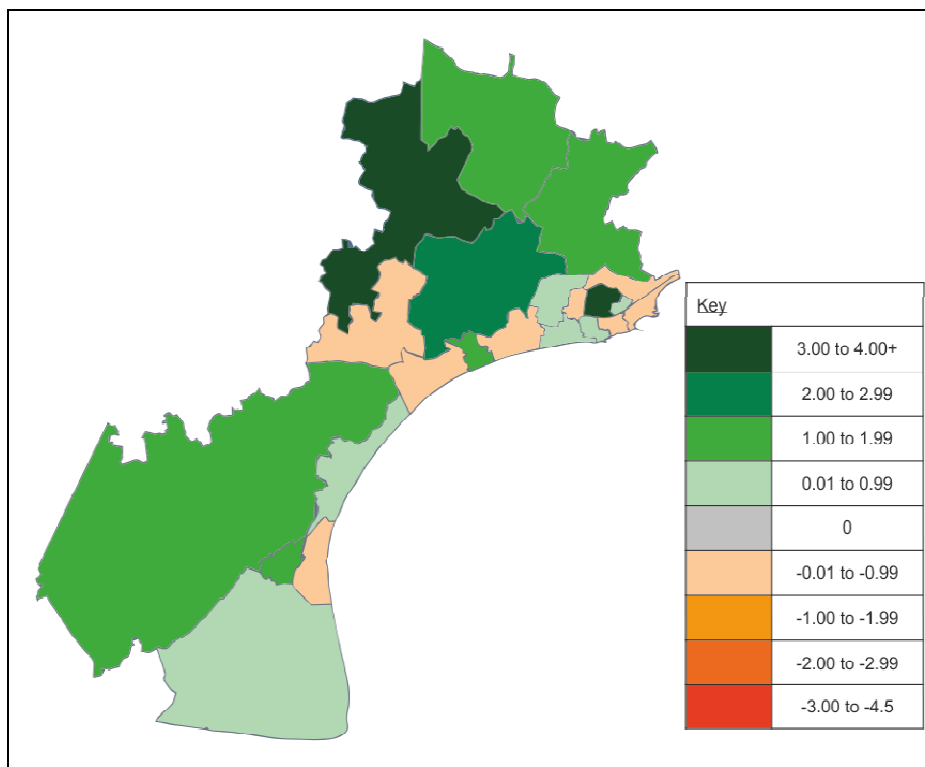 Key
3.00 to 4.00+
2.00 to 2.99
1.00 to 1.99
0.01 to 0.99
0
-0.01 to -0.99
-1.00 to -1.99
-2.00 to -2.99
-3.00 to -4.5